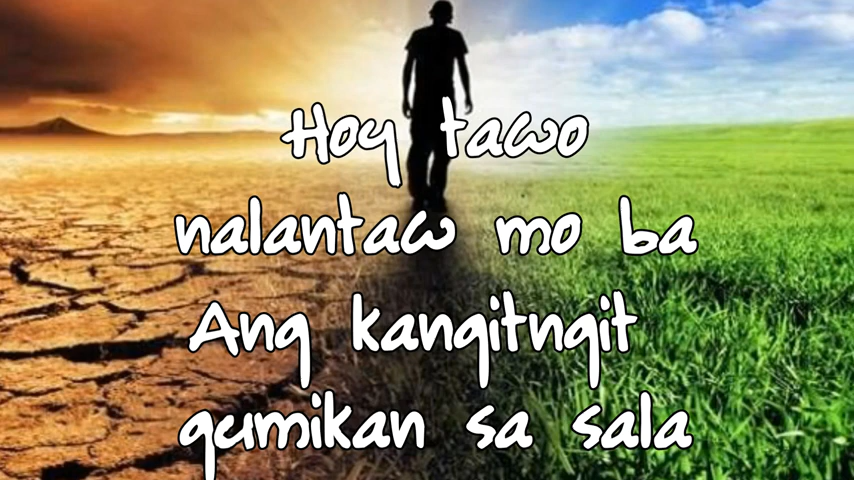 Hoy tawo
nalantaw mo ba
Ang kangitngit
gumikan sa sala